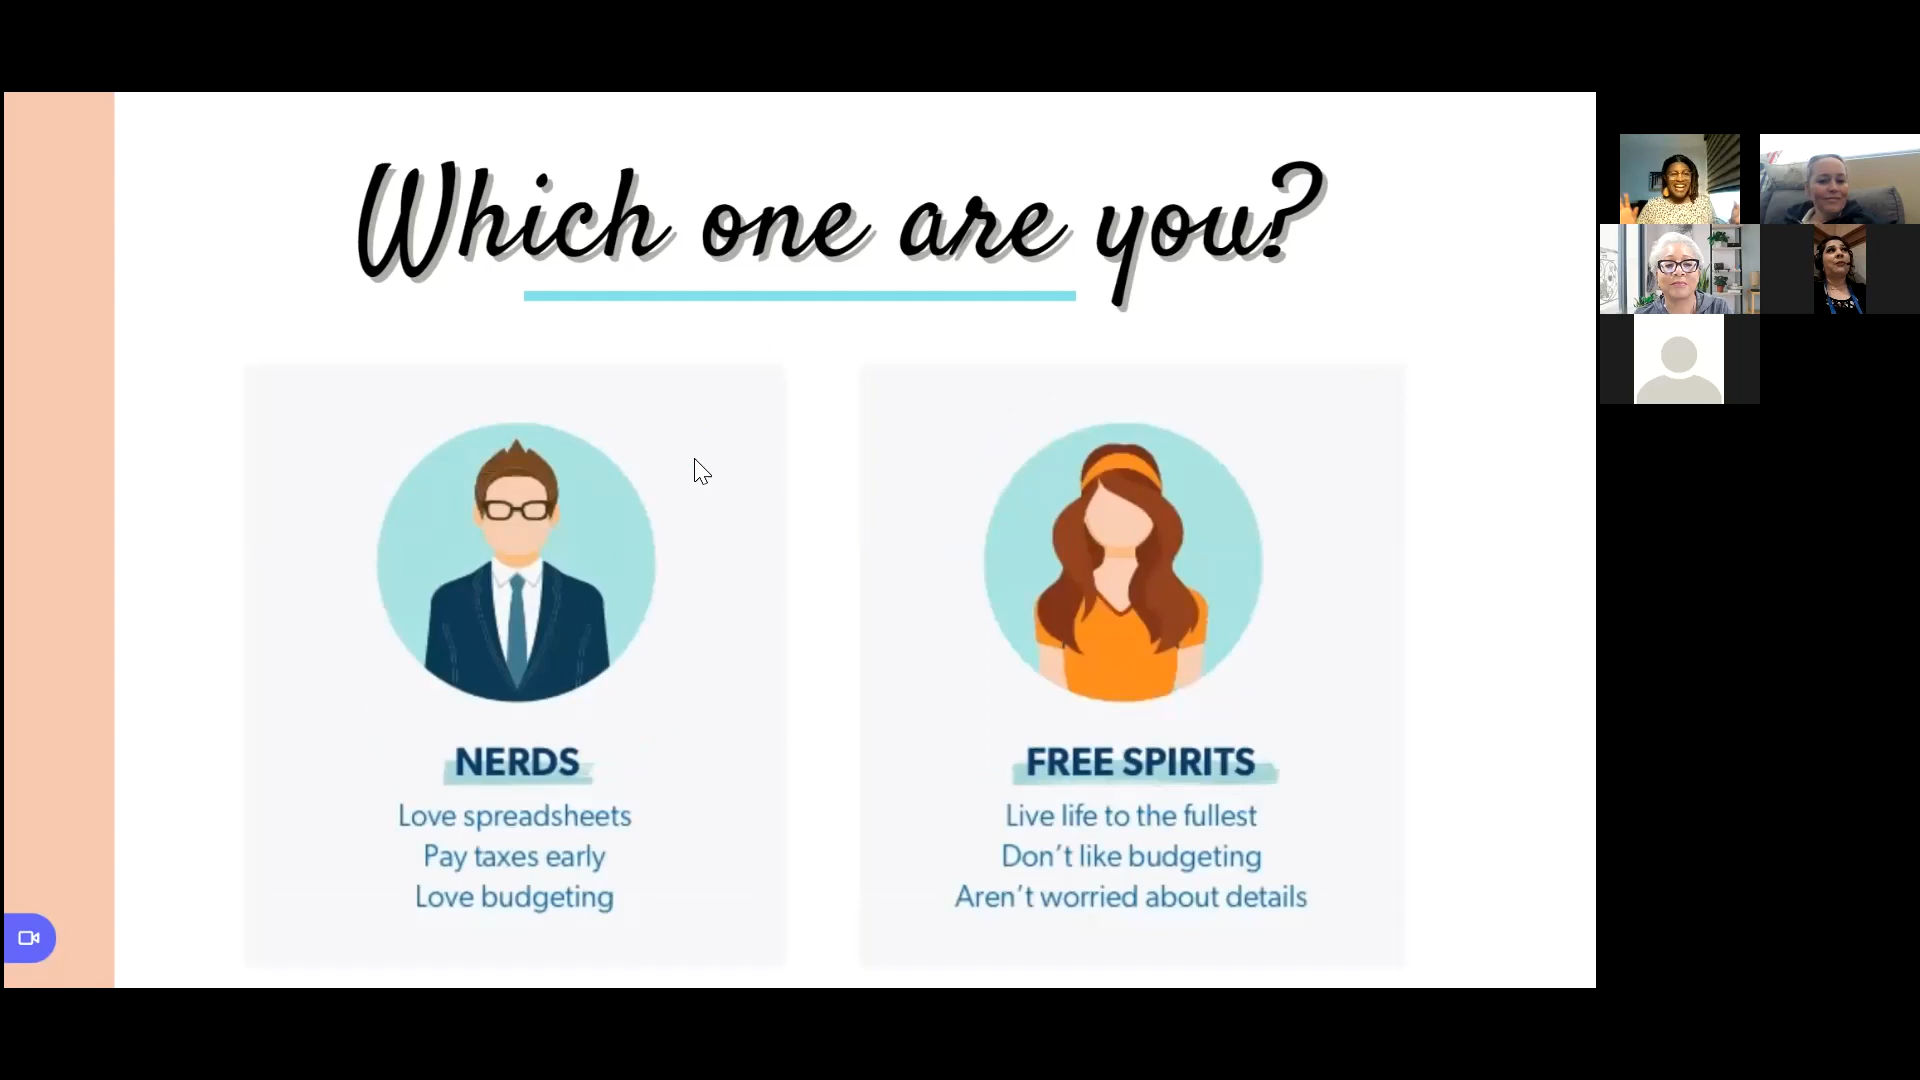 Which one are you?
NERDS
Love spreadsheets
Pay taxes early
Love budgeting
FREE SPIRITS
Live life to the fullest
Don't like budgeting
Aren't worried about details